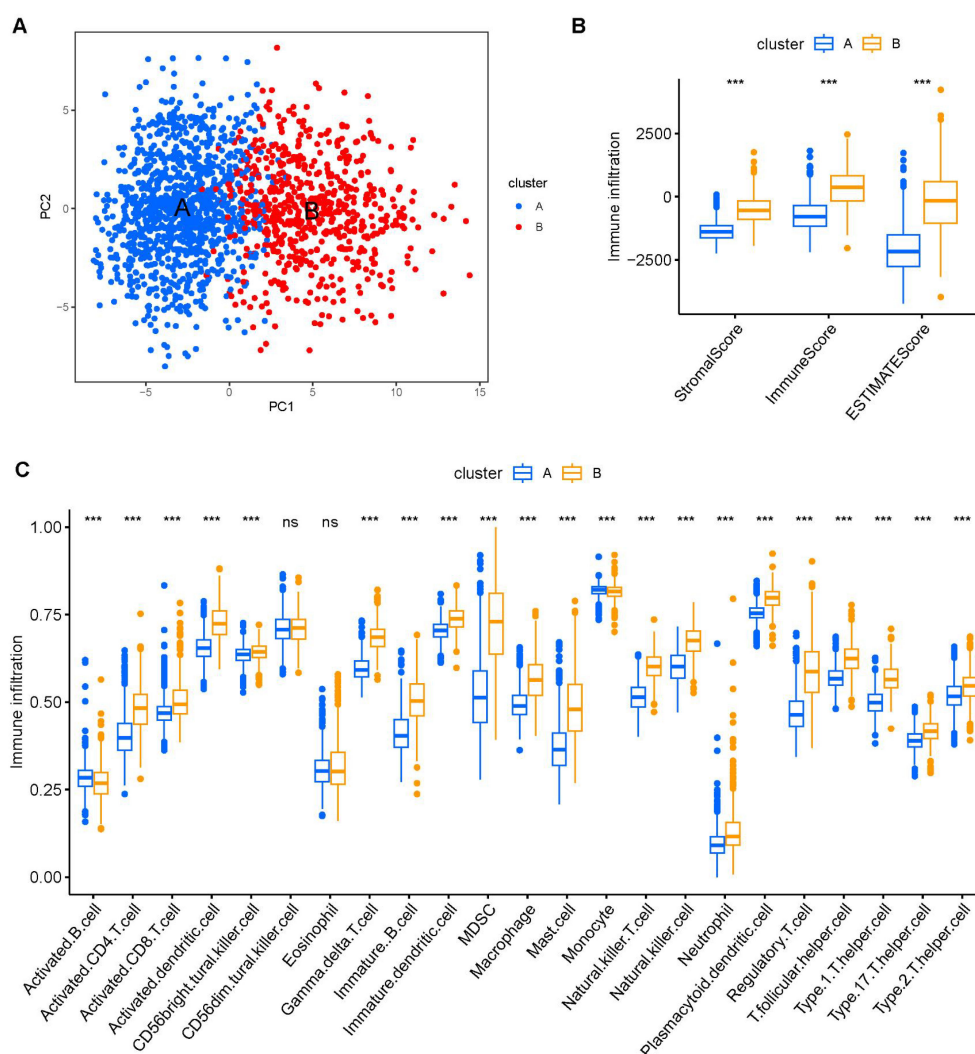 A
PC2
5
0
−5
−5
0
5
10
15
PC1
A
B
cluster
A
B
B
cluster A B
*** *** ***
Immune infiltration
2500
0
−2500
StromalScore
ImmuneScore
ESTIMATEScore
C
cluster A B
*** *** *** *** *** ns ns *** *** *** *** *** *** *** *** *** *** *** *** *** *** *** ***
Immune infiltration
1.00
0.75
0.50
0.25
0.00
Activated.B.cell
Activated.CD4.T.cell
Activated.CD8.T.cell
Activated.dendritic.cell
CD56bright.natural.killer.cell
CD56dim.natural.killer.cell
Eosinophil
Gamma.delta.T.cell
Immature..B.cell
Immature.dendritic.cell
MDSC
Macrophage
Mast.cell
Monocyte
Natural.killer.T.cell
Natural.killer.cell
Neutrophil
Plasmacytoid.dendritic.cell
Regulatory.T.cell
T.follicular.helper.cell
Type.1.T.helper.cell
Type.17.T.helper.cell
Type.2.T.helper.cell